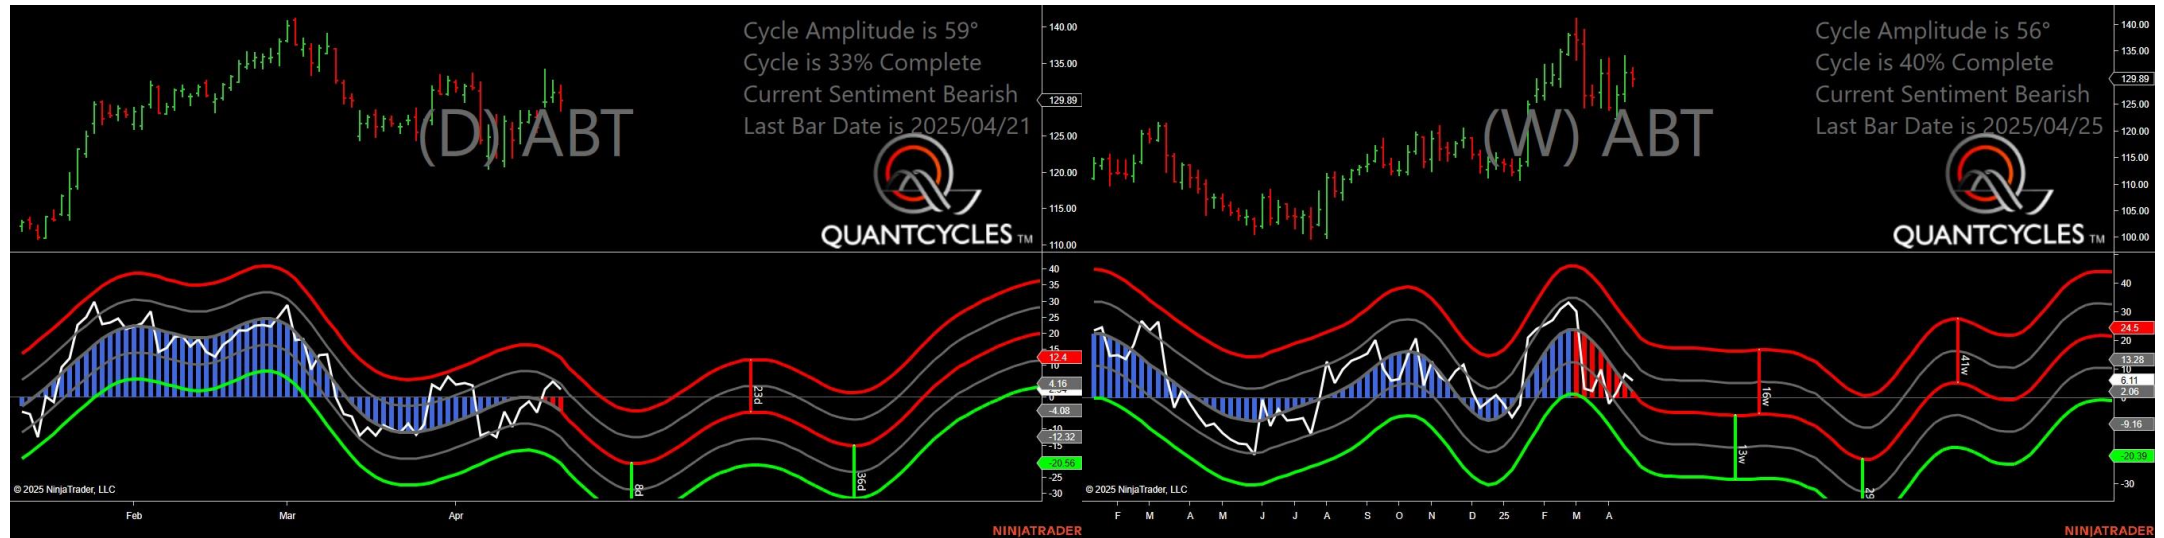 Cycle Amplitude is 59°
Cycle is 33% Complete
Current Sentiment Bearish
Last Bar Date is 2025/04/21
(D) ABT
QUANTCYCLES TM
140.00
135.00
129.89
125.00
120.00
115.00
110.00
40
35
30
25
20
15
12.4
4.16
0
-4.08
-10
-12.32
-15
-20.56
-25
-30
23d
8d
36d
© 2025 NinjaTrader, LLC
Feb Mar Apr
NINJATRADER
Cycle Amplitude is 56°
Cycle is 40% Complete
Current Sentiment Bearish
Last Bar Date is 2025/04/25
(W) ABT
QUANTCYCLES TM
140.00
135.00
129.89
125.00
120.00
115.00
110.00
105.00
100.00
40
30
24.5
20
13.28
10
6.11
2.06
-9.16
-20.39
-30
16w
13w
41w
29
© 2025 NinjaTrader, LLC
F M A M J J A S O N D 25 F M A
NINJATRADER